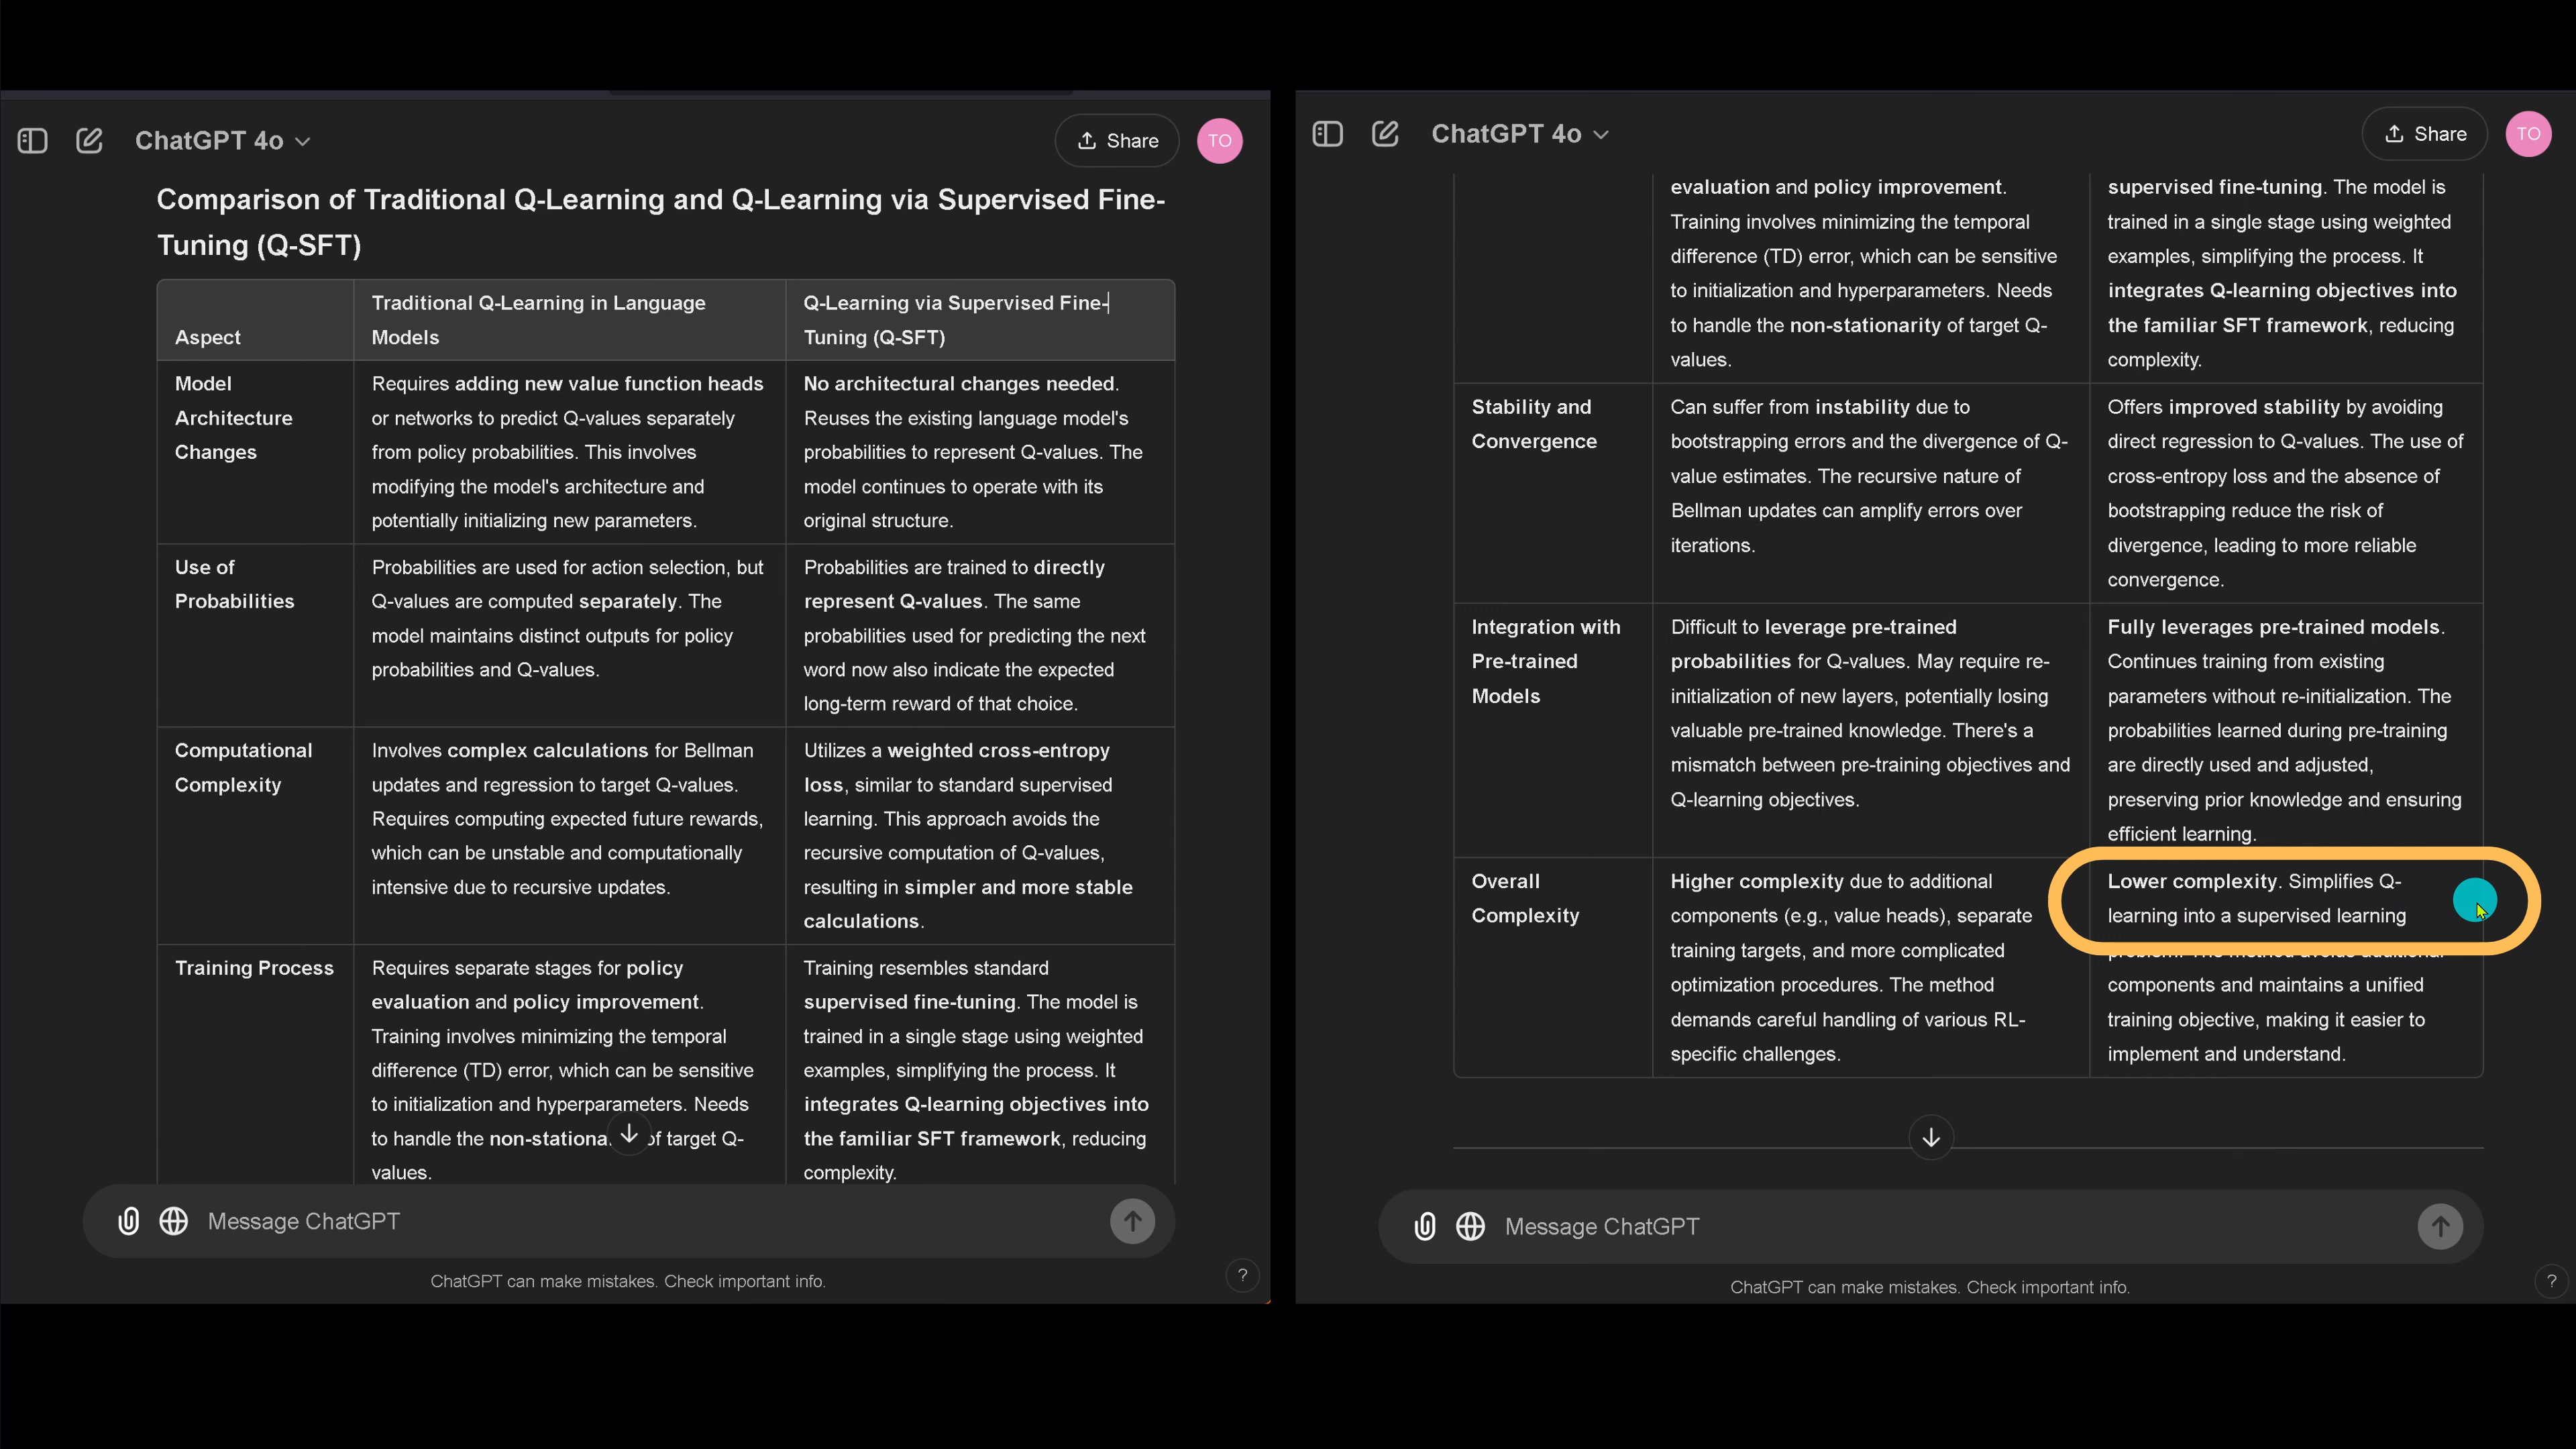 ChatGPT 4o
Share
TO
Comparison of Traditional Q-Learning and Q-Learning via Supervised Fine-
Tuning (Q-SFT)
Aspect
Traditional Q-Learning in Language
Models
Q-Learning via Supervised Fine-
Tuning (Q-SFT)
Model
Architecture
Changes
Requires adding new value function heads
or networks to predict Q-values separately
from policy probabilities. This involves
modifying the model's architecture and
potentially initializing new parameters.
No architectural changes needed.
Reuses the existing language model's
probabilities to represent Q-values. The
model continues to operate with its
original structure.
Use of
Probabilities
Probabilities are used for action selection, but
Q-values are computed separately. The
model maintains distinct outputs for policy
probabilities and Q-values.
Probabilities are trained to directly
represent Q-values. The same
probabilities used for predicting the next
word now also indicate the expected
long-term reward of that choice.
Computational
Complexity
Involves complex calculations for Bellman
updates and regression to target Q-values.
Requires computing expected future rewards,
which can be unstable and computationally
intensive due to recursive updates.
Utilizes a weighted cross-entropy
loss, similar to standard supervised
learning. This approach avoids the
recursive computation of Q-values,
resulting in simpler and more stable
calculations.
Training Process
Requires separate stages for policy
evaluation and policy improvement.
Training involves minimizing the temporal
difference (TD) error, which can be sensitive
to initialization and hyperparameters. Needs
to handle the non-stationa of target Q-
values.
Training resembles standard
supervised fine-tuning. The model is
trained in a single stage using weighted
examples, simplifying the process. It
integrates Q-learning objectives into
the familiar SFT framework, reducing
complexity.
Message ChatGPT
ChatGPT can make mistakes. Check important info.
?
ChatGPT 4o
Share
TO
evaluation and policy improvement.
Training involves minimizing the temporal
difference (TD) error, which can be sensitive
to initialization and hyperparameters. Needs
to handle the non-stationarity of target Q-
values.
supervised fine-tuning. The model is
trained in a single stage using weighted
examples, simplifying the process. It
integrates Q-learning objectives into
the familiar SFT framework, reducing
complexity.
Stability and
Convergence
Can suffer from instability due to
bootstrapping errors and the divergence of Q-
value estimates. The recursive nature of
Bellman updates can amplify errors over
iterations.
Offers improved stability by avoiding
direct regression to Q-values. The use of
cross-entropy loss and the absence of
bootstrapping reduce the risk of
divergence, leading to more reliable
convergence.
Integration with
Pre-trained
Models
Difficult to leverage pre-trained
probabilities for Q-values. May require re-
initialization of new layers, potentially losing
valuable pre-trained knowledge. There's a
mismatch between pre-training objectives and
Q-learning objectives.
Fully leverages pre-trained models.
Continues training from existing
parameters without re-initialization. The
probabilities learned during pre-training
are directly used and adjusted,
preserving prior knowledge and ensuring
efficient learning.
Overall
Complexity
Higher complexity due to additional
components (e.g., value heads), separate
training targets, and more complicated
optimization procedures. The method
demands careful handling of various RL-
specific challenges.
Lower complexity. Simplifies Q-
learning into a supervised learning
problem. The method avoids additional
components and maintains a unified
training objective, making it easier to
implement and understand.
Message ChatGPT
ChatGPT can make mistakes. Check important info.
?